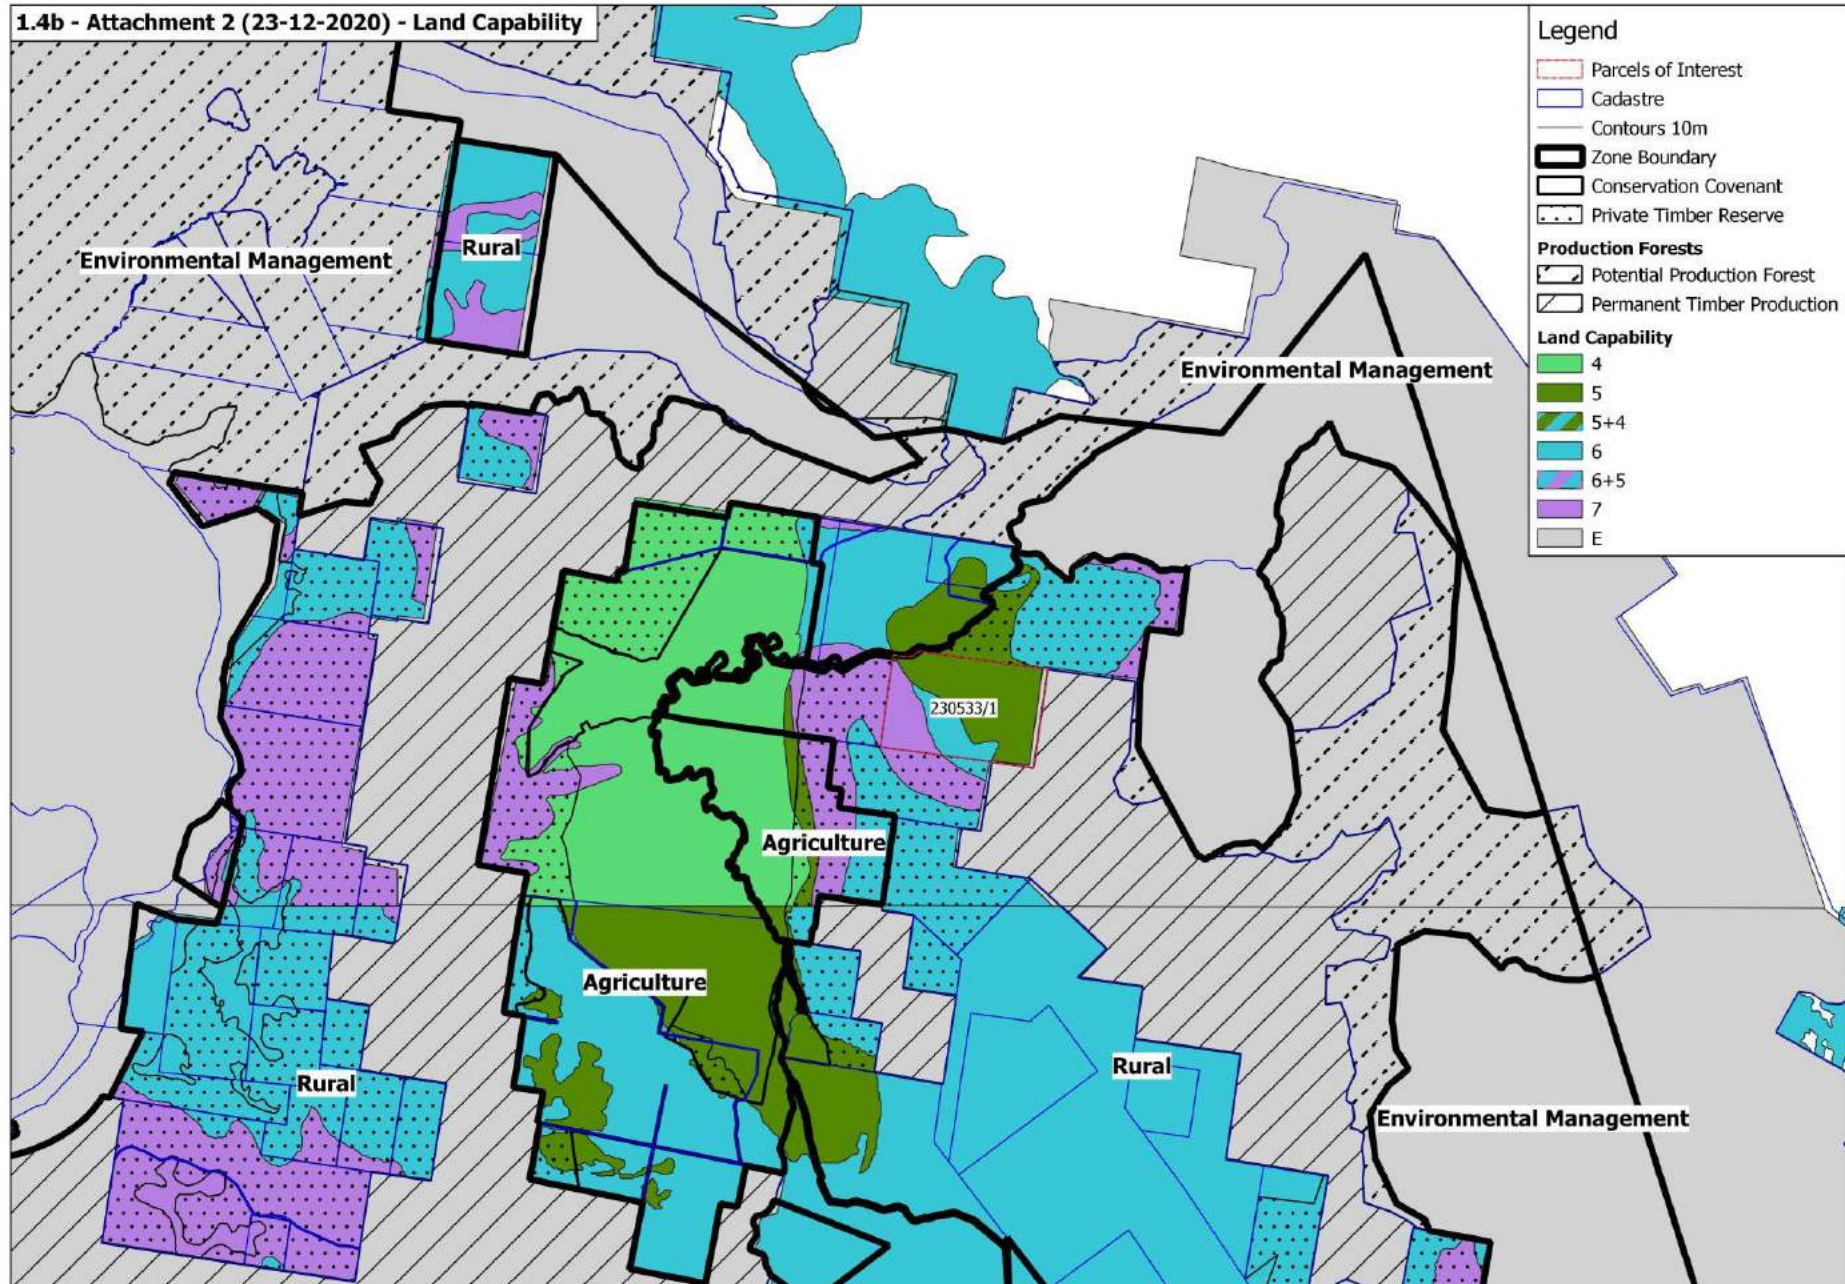 1.4b - Attachment 2 (23-12-2020) - Land Capability
Legend
Parcels of Interest
Cadastre
Contours 10m
Zone Boundary
Conservation Covenant
Private Timber Reserve
Production Forests
Potential Production Forest
Permanent Timber Production
Land Capability
4
5
5+4
6
6+5
7
E
Environmental Management
Rural
Environmental Management
230533/1
Agriculture
Agriculture
Rural
Rural
Environmental Management